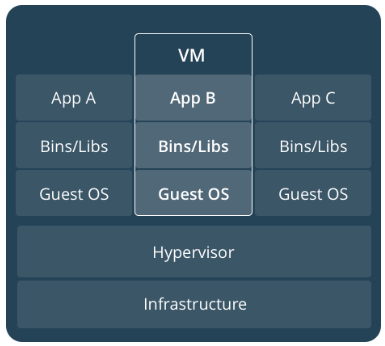 VM
App A App B App C
Bins/Libs Bins/Libs Bins/Libs
Guest OS Guest OS Guest OS
Hypervisor
Infrastructure